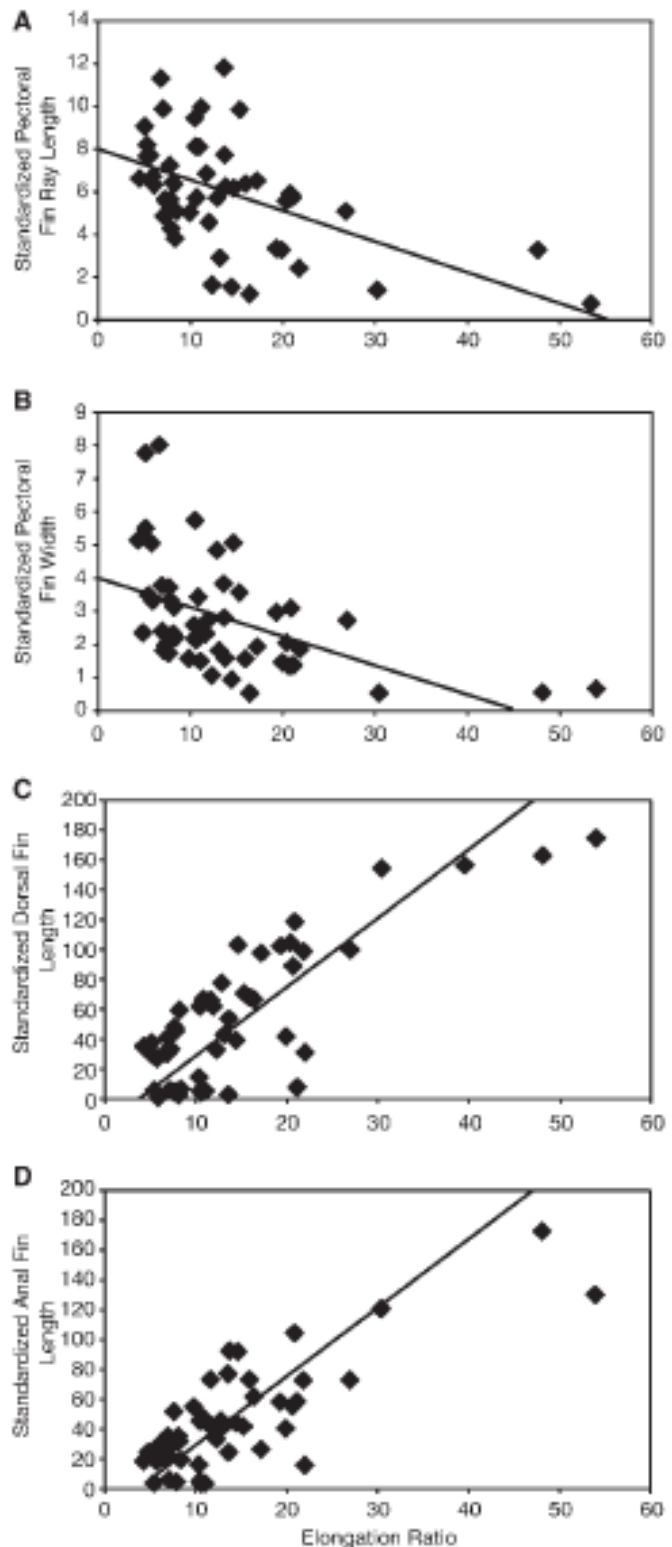 A
Standardized Pectoral
Fin Ray Length
14
12
10
8
6
4
2
0
0 10 20 30 40 50 60
B
Standardized Pectoral
Fin Width
9
8
7
6
5
4
3
2
1
0
0 10 20 30 40 50 60
C
Standardized Dorsal Fin
Length
200
180
160
140
120
100
80
60
40
20
0
0 10 20 30 40 50 60
D
Standardized Anal Fin
Length
200
180
160
140
120
100
80
60
40
20
0
0 10 20 30 40 50 60
Elongation Ratio